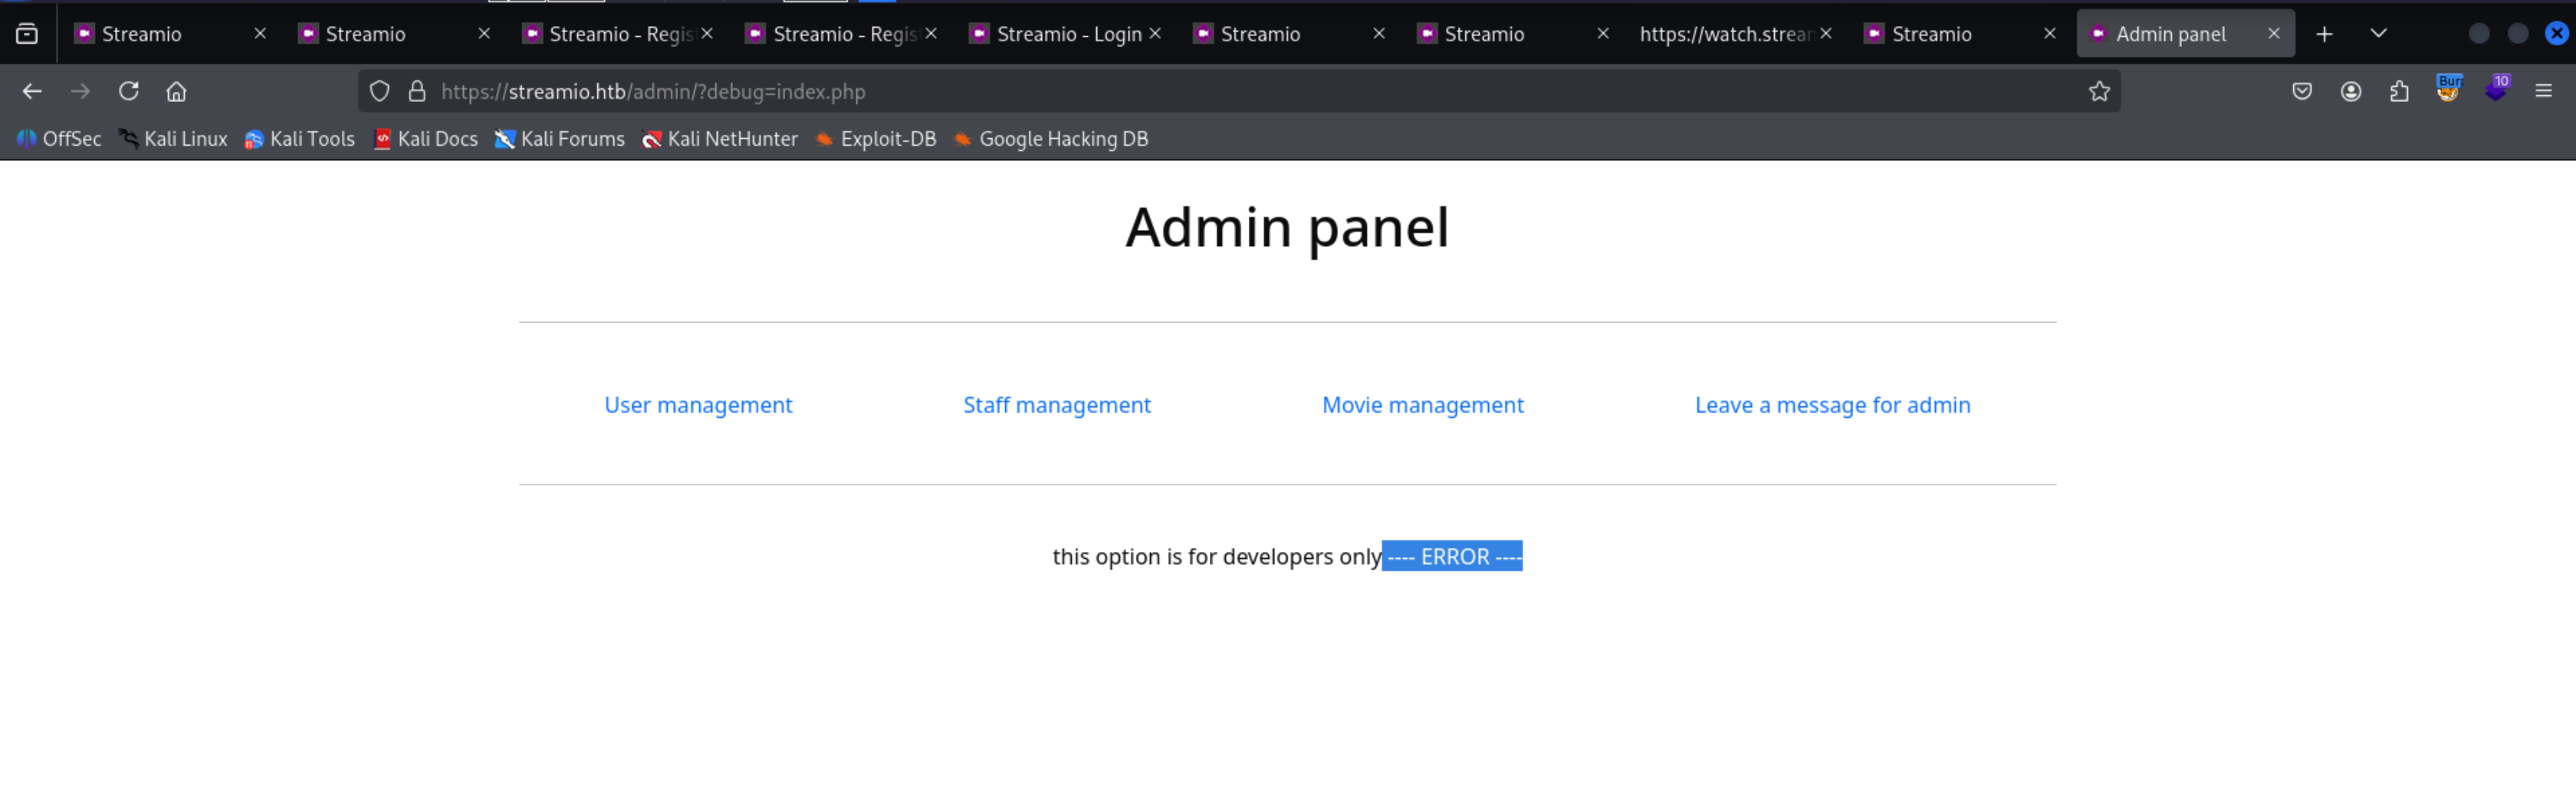 Streamio
Streamio
Streamio - Regis
Streamio - Regis
Streamio - Login
Streamio
Streamio
https://watch.strear
Streamio
Admin panel
https://streamio.htb/admin/?debug=index.php
10
OffSec
Kali Linux
Kali Tools
Kali Docs
Kali Forums
Kali NetHunter
Exploit-DB
Google Hacking DB
Admin panel
User management
Staff management
Movie management
Leave a message for admin
this option is for developers only ---- ERROR ----